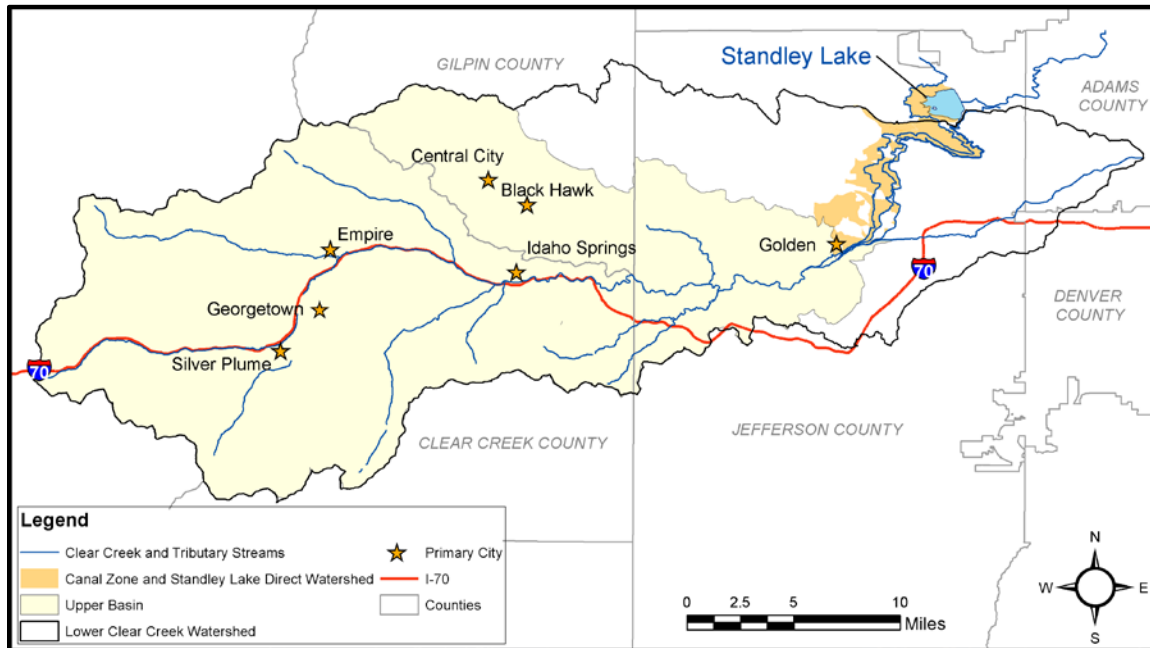 GILPIN COUNTY
Standley Lake
ADAMS
COUNTY
Central City
Black Hawk
Empire
Idaho Springs
Golden
70
Georgetown
DENVER
COUNTY
Silver Plume
70
CLEAR CREEK COUNTY
JEFFERSON COUNTY
Legend
Clear Creek and Tributary Streams
Primary City
Canal Zone and Standley Lake Direct Watershed
I-70
Upper Basin
Counties
Lower Clear Creek Watershed
0 2.5 5 10
Miles
N
W E
S